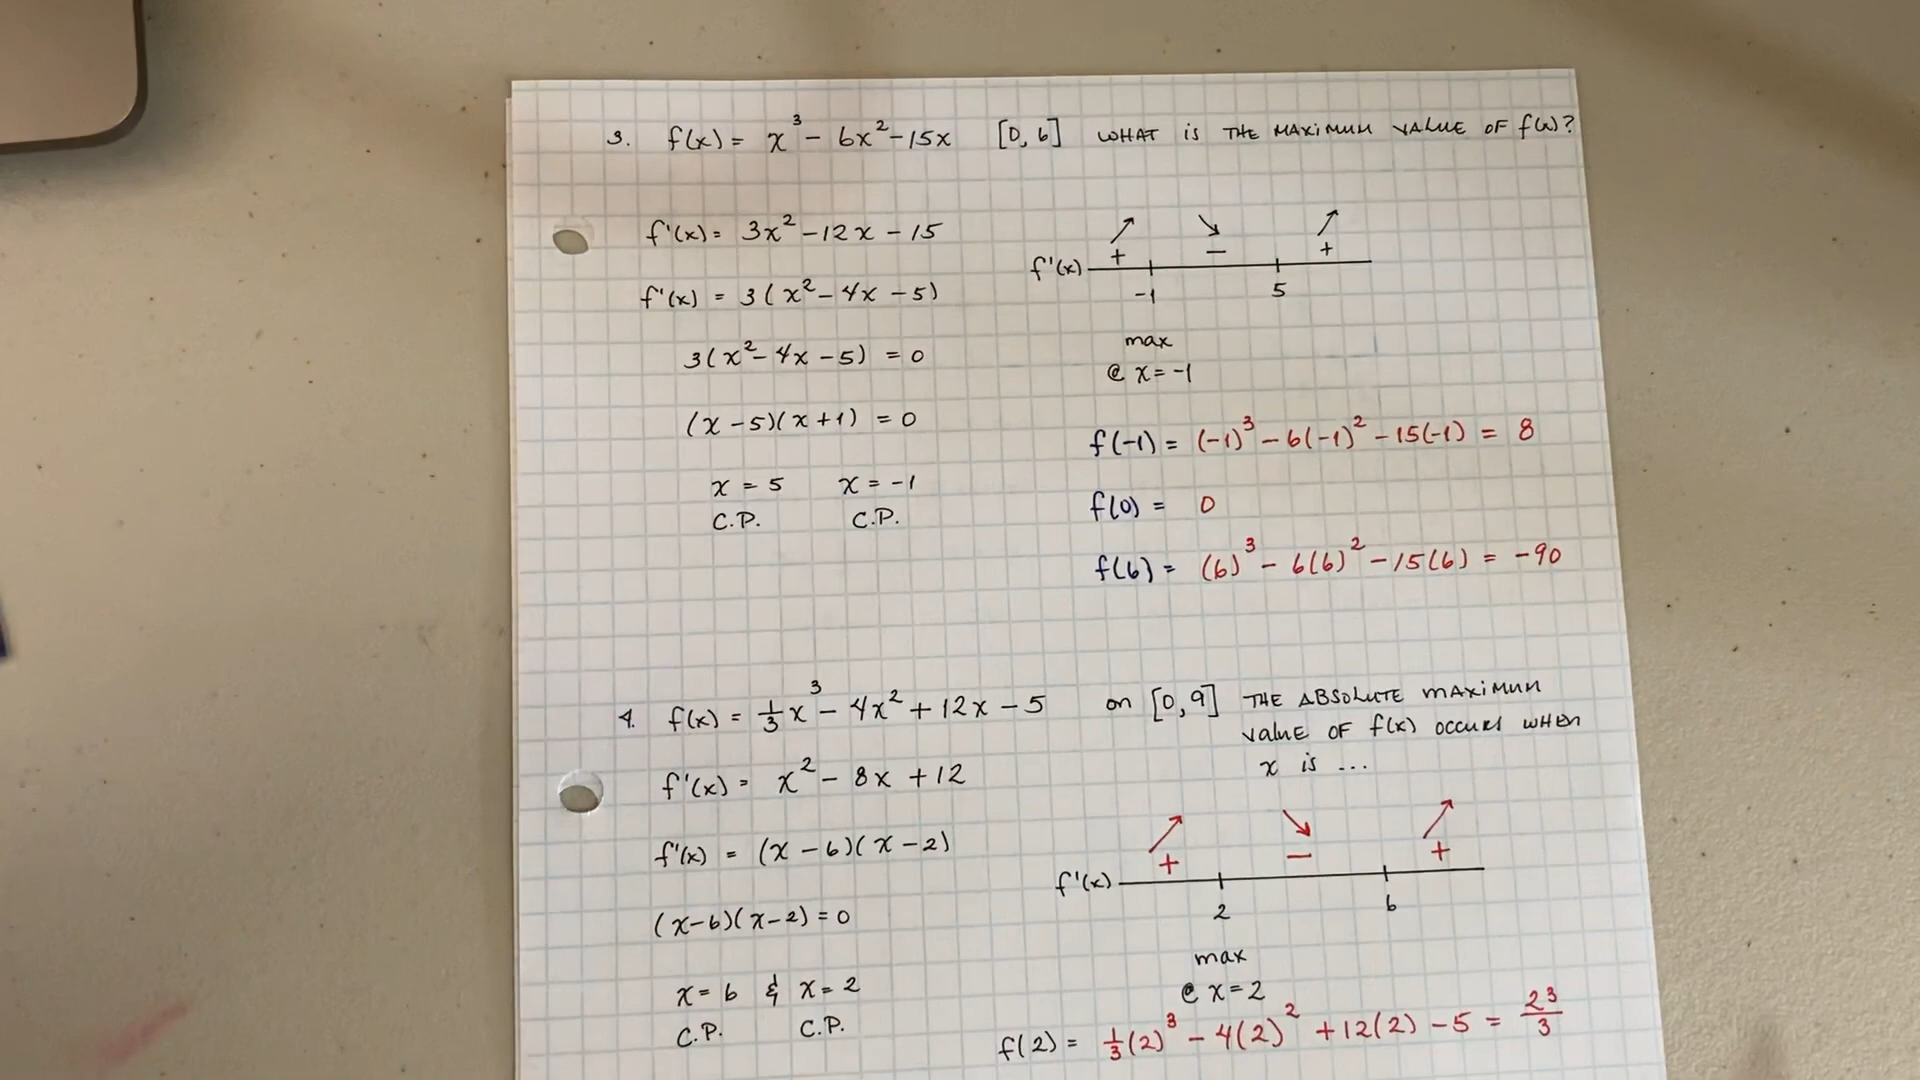 3. f(x) = x³ - 6x² - 15x [0, 6] WHAT IS THE MAXIMUM VALUE OF f(x)?
f'(x) = 3x² - 12x - 15
f'(x) = 3(x² - 4x - 5)
3(x² - 4x - 5) = 0
(x - 5)(x + 1) = 0
x = 5 x = -1
C.P. C.P.
+ - +
f'(x)
-1 5
max
@ x = -1
f(-1) = (-1)³ - 6(-1)² - 15(-1) = 8
f(0) = 0
f(6) = (6)³ - 6(6)² - 15(6) = -90
4. f(x) = 1/3 x³ - 4x² + 12x - 5 on [0, 9] THE ABSOLUTE MAXIMUM
VALUE OF f(x) OCCURS WHEN
x is ...
f'(x) = x² - 8x + 12
f'(x) = (x - 6)(x - 2)
(x - 6)(x - 2) = 0
x = 6 & x = 2
C.P. C.P.
+ - +
f'(x)
2 6
max
@ x = 2
f(2) = 1/3 (2)³ - 4(2)² + 12(2) - 5 = 23/3